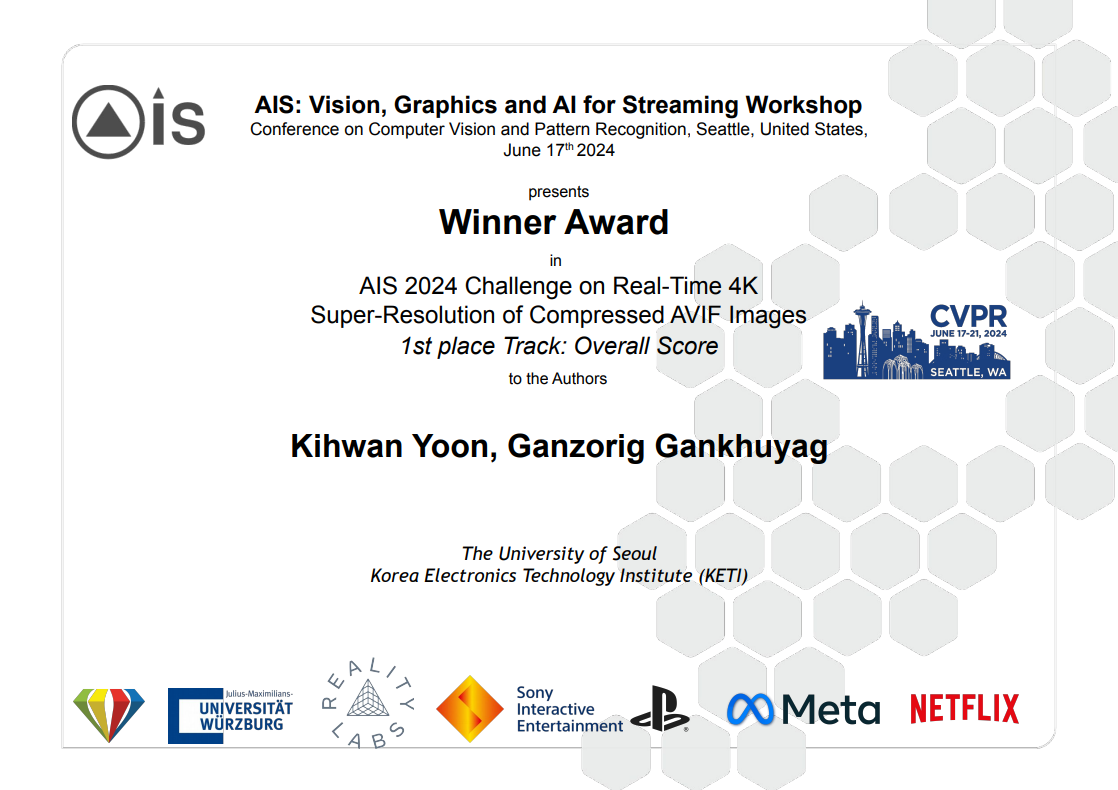 AIS: Vision, Graphics and AI for Streaming Workshop
ais
Conference on Computer Vision and Pattern Recognition, Seattle, United States,
June 17th 2024
presents
Winner Award
in
AIS 2024 Challenge on Real-Time 4K
Super-Resolution of Compressed AVIF Images
1st place Track: Overall Score
to the Authors
CVPR
JUNE 17-21, 2024
SEATTLE, WA
Kihwan Yoon, Ganzorig Gankhuyag
The University of Seoul
Korea Electronics Technology Institute (KETI)
Julius-Maximilians-
UNIVERSITÄT
WÜRZBURG
REALITY
LABS
Sony
Interactive
Entertainment
®
Meta
NETFLIX